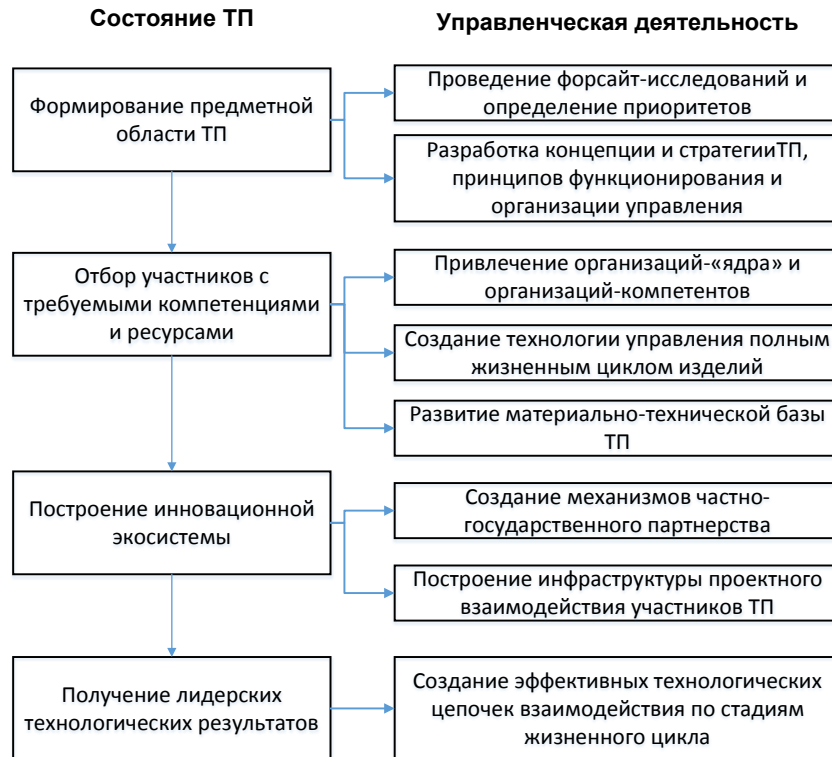 Состояние ТП
Управленческая деятельность
Формирование предметной
области ТП
Проведение форсайт-исследований и
определение приоритетов
Разработка концепции и стратегииТП,
принципов функционирования и
организации управления
Отбор участников с
требуемыми компетенциями
и ресурсами
Привлечение организаций-«ядра» и
организаций-компетентов
Создание технологии управления полным
жизненным циклом изделий
Развитие материально-технической базы
ТП
Построение инновационной
экосистемы
Создание механизмов частно-
государственного партнерства
Построение инфраструктуры проектного
взаимодействия участников ТП
Получение лидерских
технологических результатов
Создание эффективных технологических
цепочек взаимодействия по стадиям
жизненного цикла